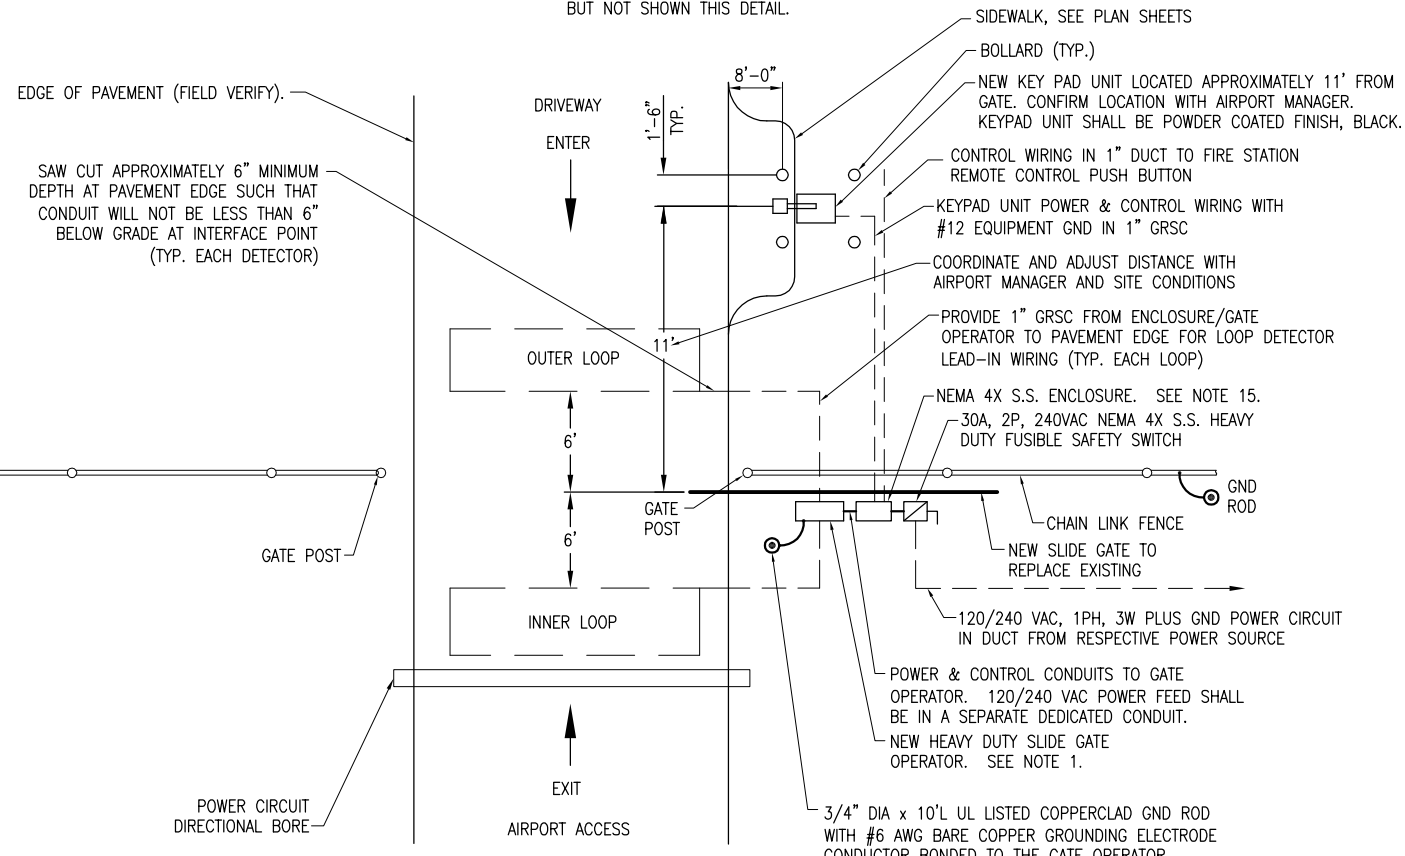 BUT NOT SHOWN THIS DETAIL.
SIDEWALK, SEE PLAN SHEETS
BOLLARD (TYP.)
8'-0"
NEW KEY PAD UNIT LOCATED APPROXIMATELY 11' FROM
GATE. CONFIRM LOCATION WITH AIRPORT MANAGER.
KEYPAD UNIT SHALL BE POWDER COATED FINISH, BLACK.
EDGE OF PAVEMENT (FIELD VERIFY).
DRIVEWAY
ENTER
1'-6"
TYP.
CONTROL WIRING IN 1" DUCT TO FIRE STATION
REMOTE CONTROL PUSH BUTTON
SAW CUT APPROXIMATELY 6" MINIMUM
DEPTH AT PAVEMENT EDGE SUCH THAT
CONDUIT WILL NOT BE LESS THAN 6"
BELOW GRADE AT INTERFACE POINT
(TYP. EACH DETECTOR)
KEYPAD UNIT POWER & CONTROL WIRING WITH
#12 EQUIPMENT GND IN 1" GRSC
COORDINATE AND ADJUST DISTANCE WITH
AIRPORT MANAGER AND SITE CONDITIONS
PROVIDE 1" GRSC FROM ENCLOSURE/GATE
OPERATOR TO PAVEMENT EDGE FOR LOOP DETECTOR
LEAD-IN WIRING (TYP. EACH LOOP)
11'
OUTER LOOP
NEMA 4X S.S. ENCLOSURE. SEE NOTE 15.
30A, 2P, 240VAC NEMA 4X S.S. HEAVY
DUTY FUSIBLE SAFETY SWITCH
6'
GND
ROD
GATE
POST
CHAIN LINK FENCE
6'
GATE POST
NEW SLIDE GATE TO
REPLACE EXISTING
INNER LOOP
120/240 VAC, 1PH, 3W PLUS GND POWER CIRCUIT
IN DUCT FROM RESPECTIVE POWER SOURCE
POWER & CONTROL CONDUITS TO GATE
OPERATOR. 120/240 VAC POWER FEED SHALL
BE IN A SEPARATE DEDICATED CONDUIT.
NEW HEAVY DUTY SLIDE GATE
OPERATOR. SEE NOTE 1.
EXIT
AIRPORT ACCESS
POWER CIRCUIT
DIRECTIONAL BORE
3/4" DIA x 10'L UL LISTED COPPERCLAD GND ROD
WITH #6 AWG BARE COPPER GROUNDING ELECTRODE
CONDUCTOR BONDED TO THE GATE OPERATOR